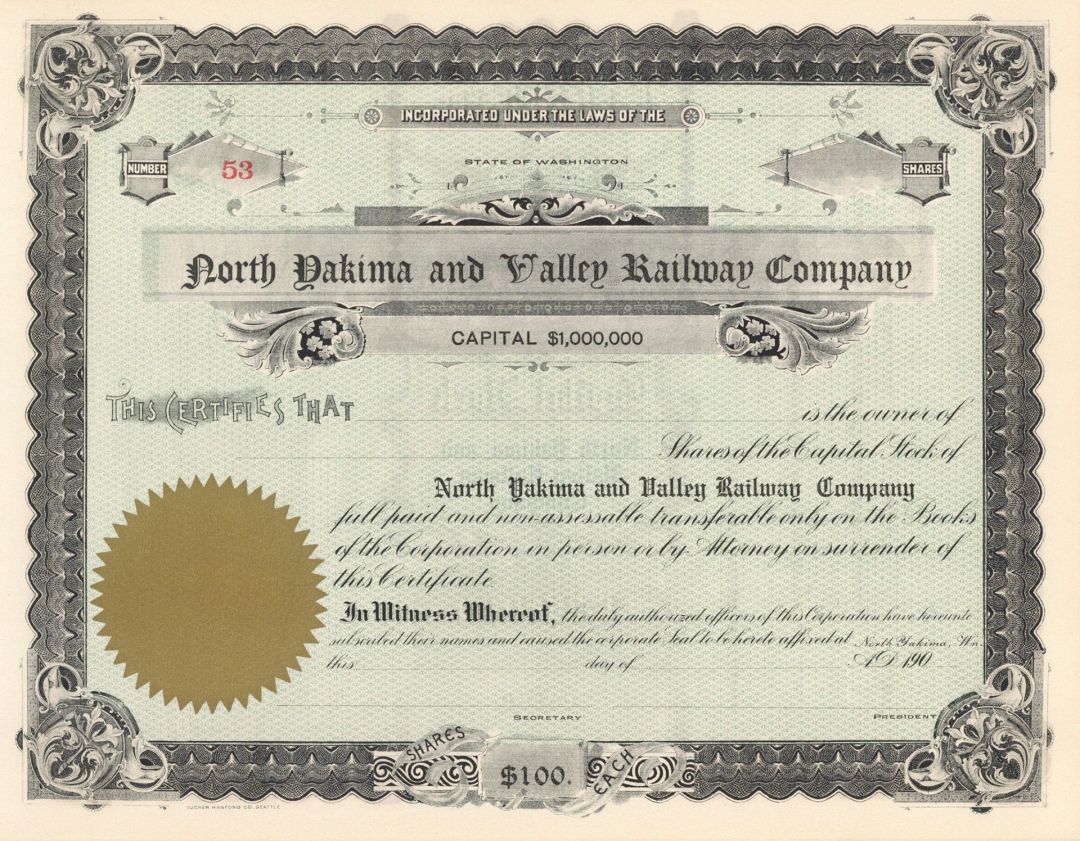 INCORPORATED UNDER THE LAWS OF THE
STATE OF WASHINGTON
NUMBER 53 SHARES
North Yakima and Valley Railway Company
CAPITAL $1,000,000
THIS CERTIFIES THAT is the owner of
Shares of the Capital Stock of
North Yakima and Valley Railway Company
full paid and non-assessable transferable only on the Books
of the Corporation in person or by Attorney on surrender of
this Certificate.
In Witness Whereof, the duly authorized officers of this Corporation have hereunto
subscribed their names and caused the corporate Seal to be hereto affixed at North Yakima, Wn.
this day of A.D. 190
SECRETARY PRESIDENT
SHARES $100. EACH